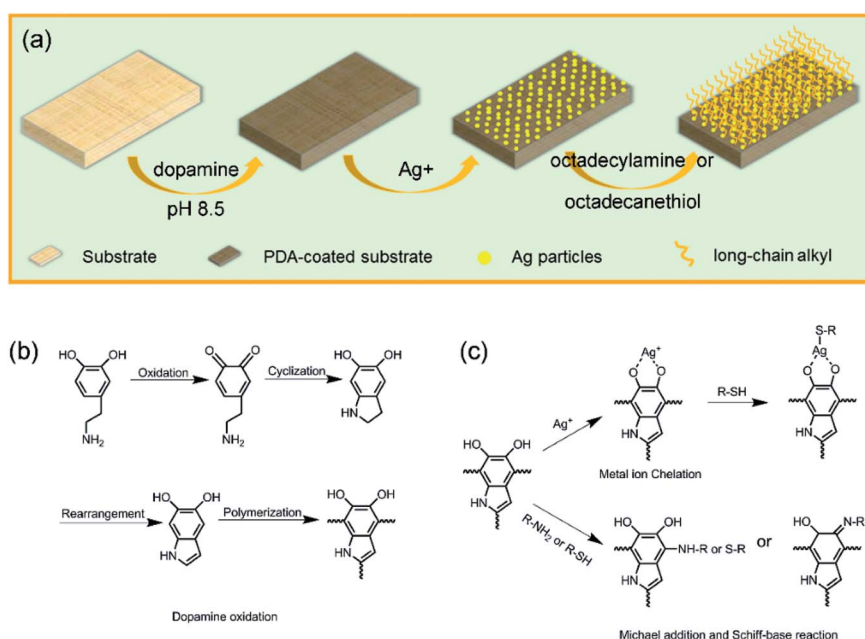 (a)
dopamine
pH 8.5
Ag+
octadecylamine or
octadecanethiol
Substrate
PDA-coated substrate
Ag particles
long-chain alkyl
(b)
HO OH
Oxidation
O O
Cyclization
HO OH
NH2
NH2
HN
Rearrangement
HO OH
Polymerization
HO OH
HN
HN
Dopamine oxidation
(c)
HO OH
HN
Ag⁺
R-NH2 or R-SH
Ag⁺
O O
HN
Metal ion Chelation
R-SH
S-R
Ag
O O
HN
HO OH
NH-R or S-R
HN
or
HO N-R
HN
Michael addition and Schiff-base reaction